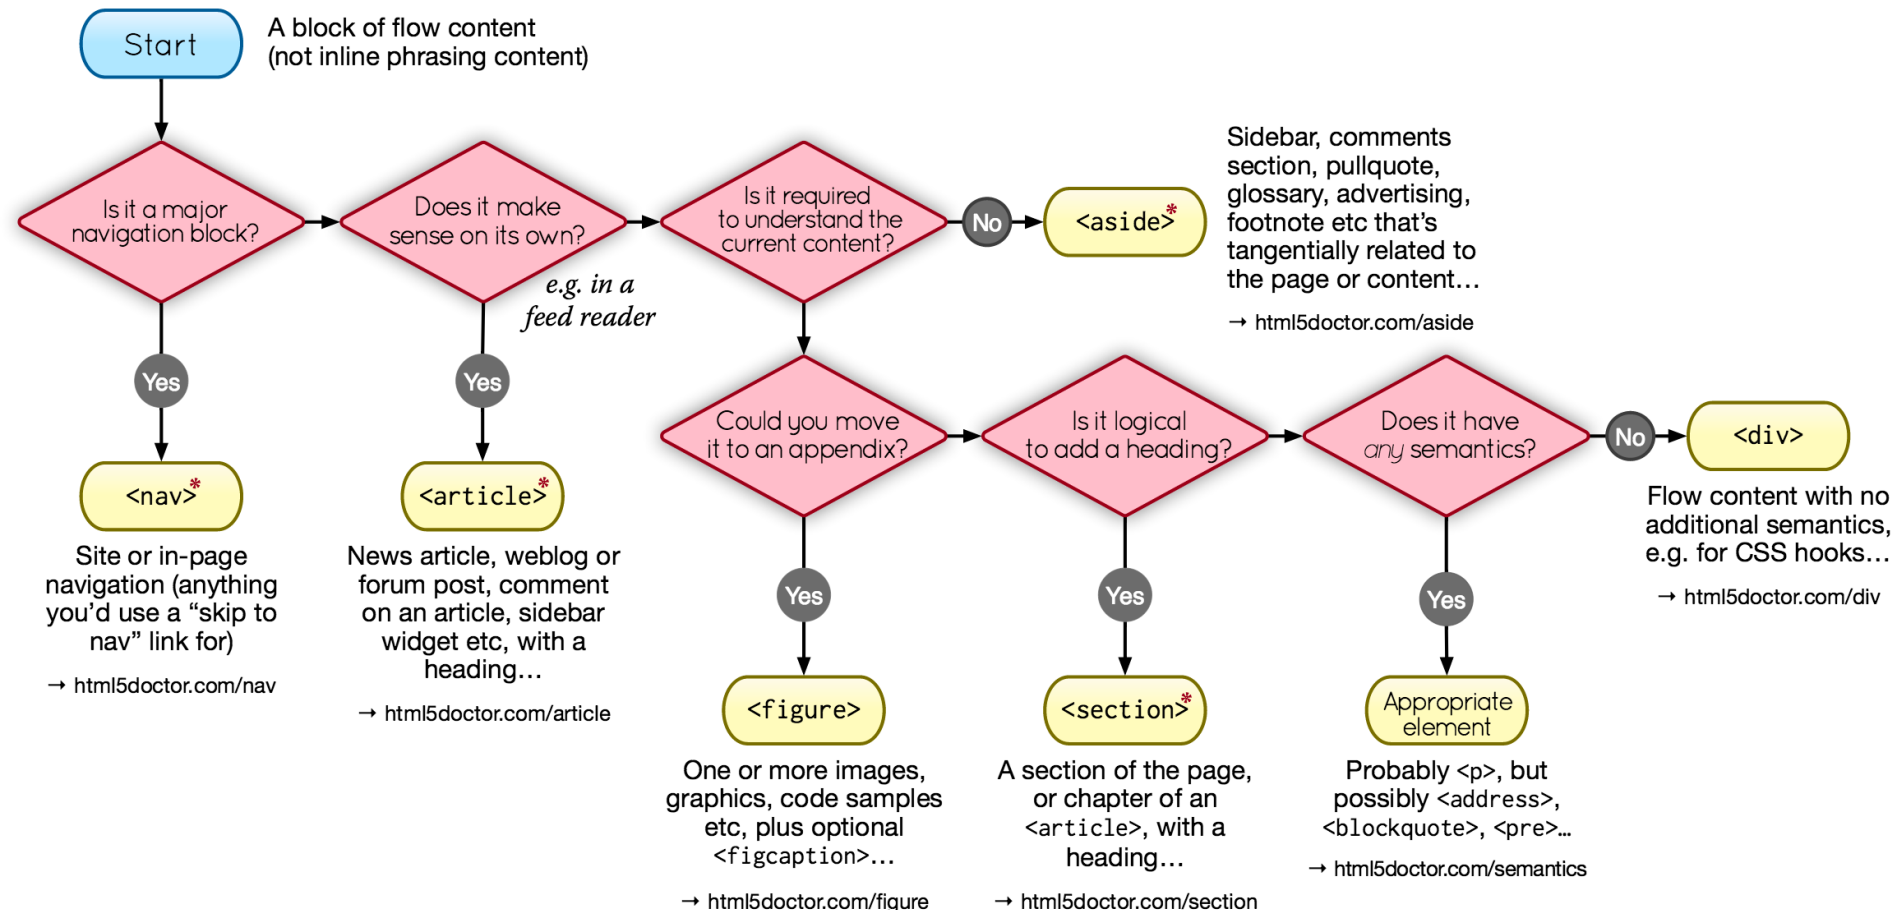 Start
A block of flow content
(not inline phrasing content)
Is it a major
navigation block?
Does it make
sense on its own?
e.g. in a
feed reader
Is it required
to understand the
current content?
No
<aside>*
Sidebar, comments
section, pullquote,
glossary, advertising,
footnote etc that’s
tangentially related to
the page or content…
→ html5doctor.com/aside
Yes
<nav>*
Site or in-page
navigation (anything
you’d use a “skip to
nav” link for)
→ html5doctor.com/nav
Yes
<article>*
News article, weblog or
forum post, comment
on an article, sidebar
widget etc, with a
heading…
→ html5doctor.com/article
Could you move
it to an appendix?
Is it logical
to add a heading?
Does it have
any semantics?
No
<div>
Flow content with no
additional semantics,
e.g. for CSS hooks…
→ html5doctor.com/div
Yes
<figure>
One or more images,
graphics, code samples
etc, plus optional
<figcaption>…
→ html5doctor.com/figure
Yes
<section>*
A section of the page,
or chapter of an
<article>, with a
heading…
→ html5doctor.com/section
Yes
Appropriate
element
Probably <p>, but
possibly <address>,
<blockquote>, <pre>…
→ html5doctor.com/semantics